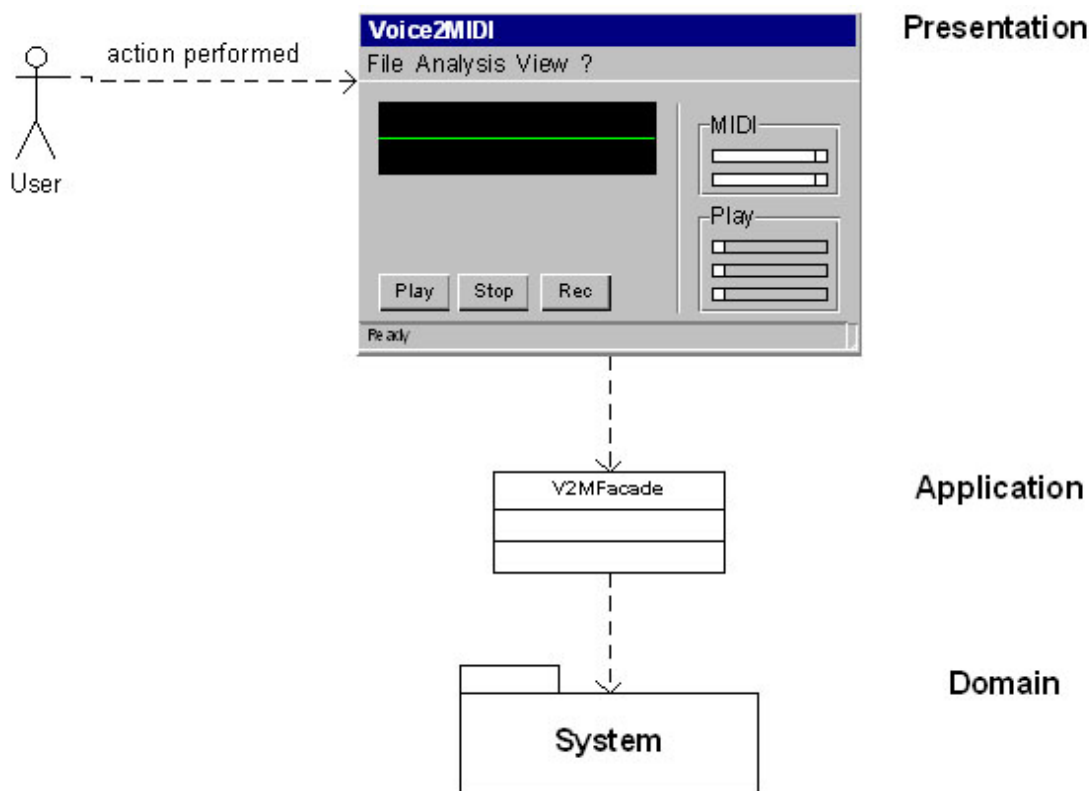 Voice2MIDI
Presentation
action performed
File Analysis View ?
MIDI
User
Play
Play Stop Rec
Ready
V2MFacade
Application
Domain
System